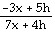 -3x + 5h
7x + 4h